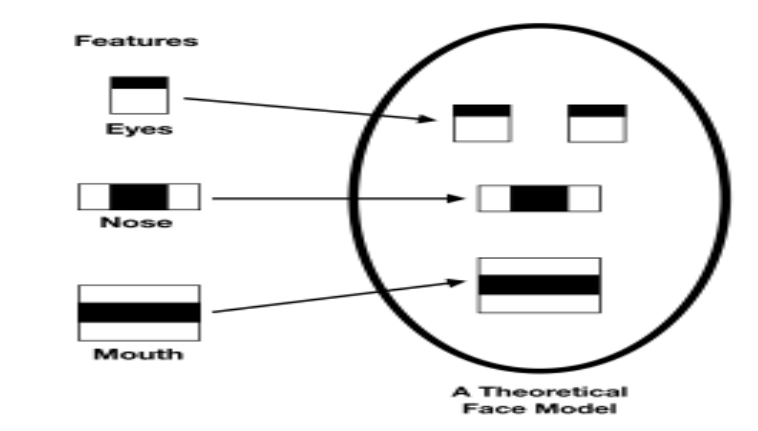 Features
Eyes
Nose
Mouth
A Theoretical
Face Model